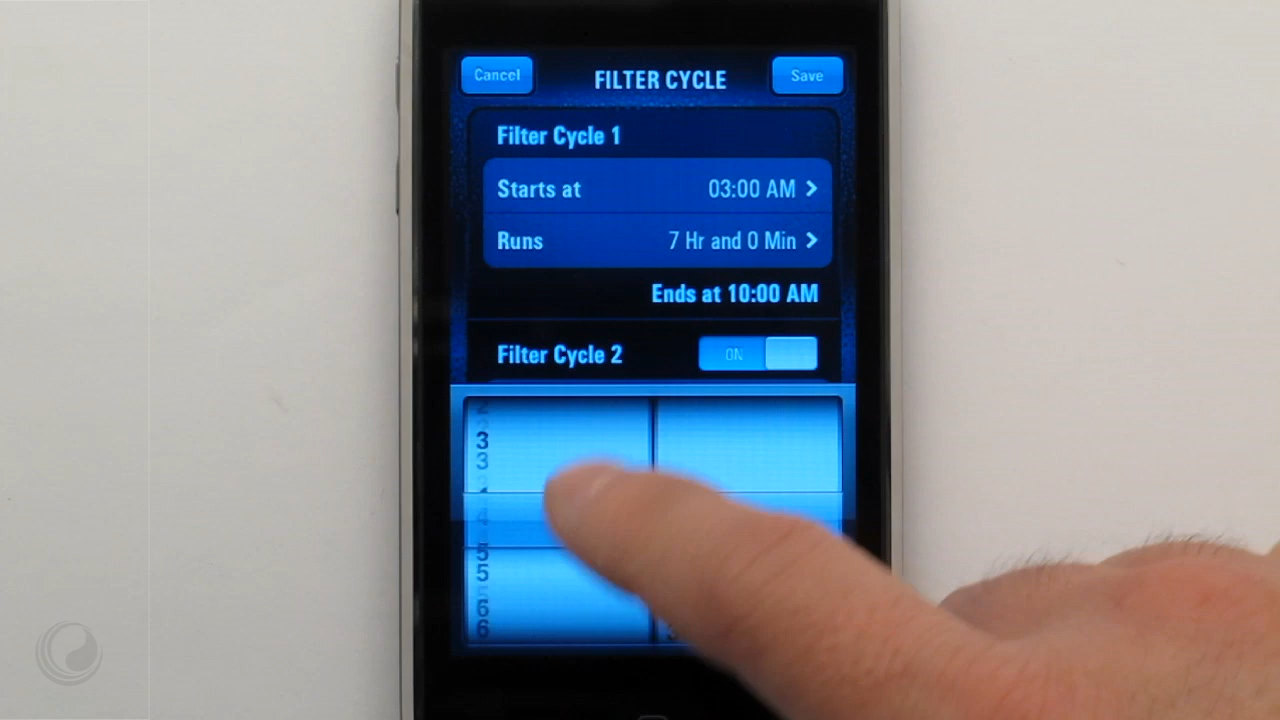 Cancel FILTER CYCLE Save
Filter Cycle 1
Starts at 03:00 AM
Runs 7 Hr and 0 Min
Ends at 10:00 AM
Filter Cycle 2 ON
3
3
5
5
6
6